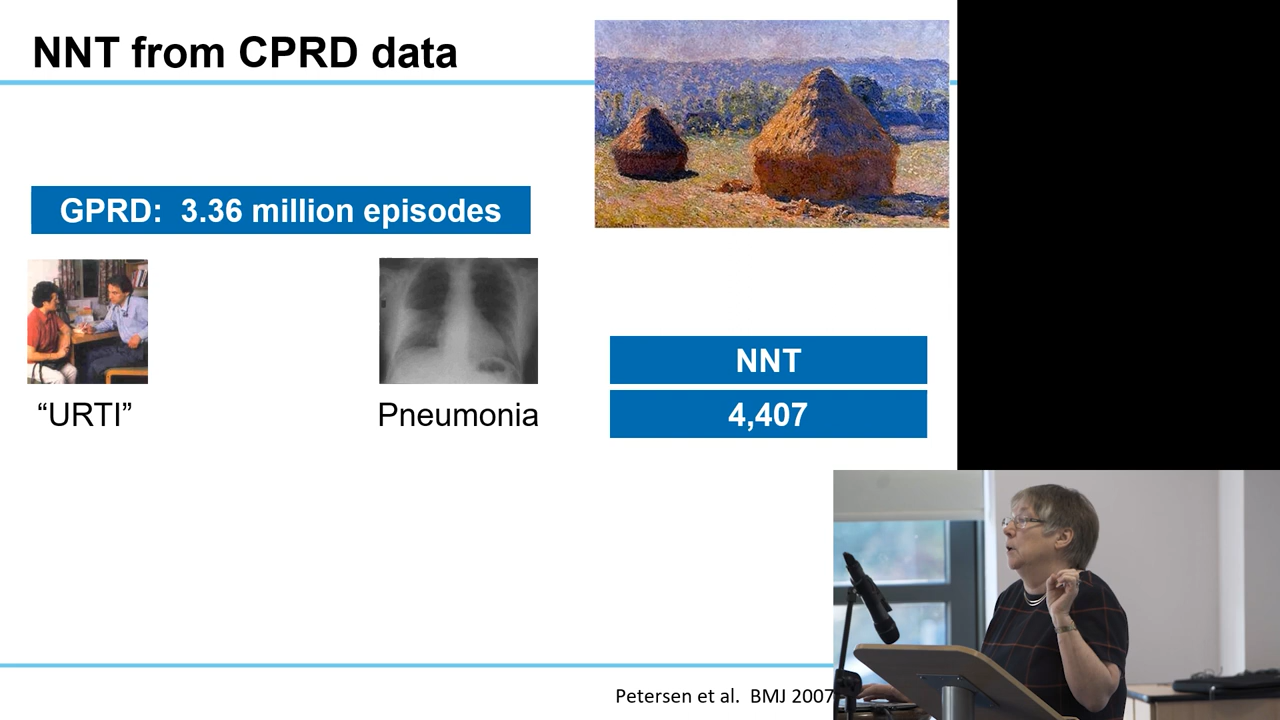 NNT from CPRD data
GPRD: 3.36 million episodes
“URTI”
Pneumonia
NNT
4,407
Petersen et al. BMJ 2007